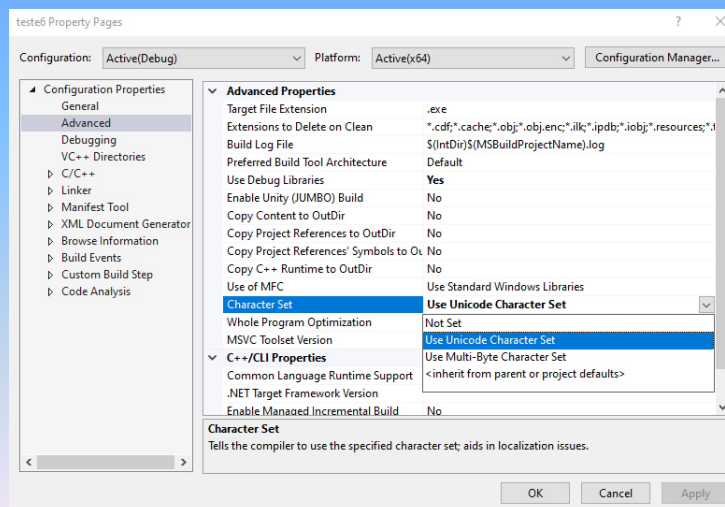 teste6 Property Pages
?
Configuration: Active(Debug) Platform: Active(x64) Configuration Manager...
Configuration Properties
General
Advanced
Debugging
VC++ Directories
C/C++
Linker
Manifest Tool
XML Document Generator
Browse Information
Build Events
Custom Build Step
Code Analysis
Advanced Properties
Target File Extension .exe
Extensions to Delete on Clean *.cdf;*.cache;*.obj;*.obj.enc;*.ilk;*.ipdb;*.iobj;*.resources;*.t
Build Log File $(IntDir)$(MSBuildProjectName).log
Preferred Build Tool Architecture Default
Use Debug Libraries Yes
Enable Unity (JUMBO) Build No
Copy Content to OutDir No
Copy Project References to OutDir No
Copy Project References' Symbols to Ou No
Copy C++ Runtime to OutDir No
Use of MFC Use Standard Windows Libraries
Character Set Use Unicode Character Set
Whole Program Optimization Not Set
MSVC Toolset Version Use Unicode Character Set
C++/CLI Properties Use Multi-Byte Character Set
Common Language Runtime Support <inherit from parent or project defaults>
.NET Target Framework Version
Enable Managed Incremental Build No
Character Set
Tells the compiler to use the specified character set; aids in localization issues.
OK Cancel Apply